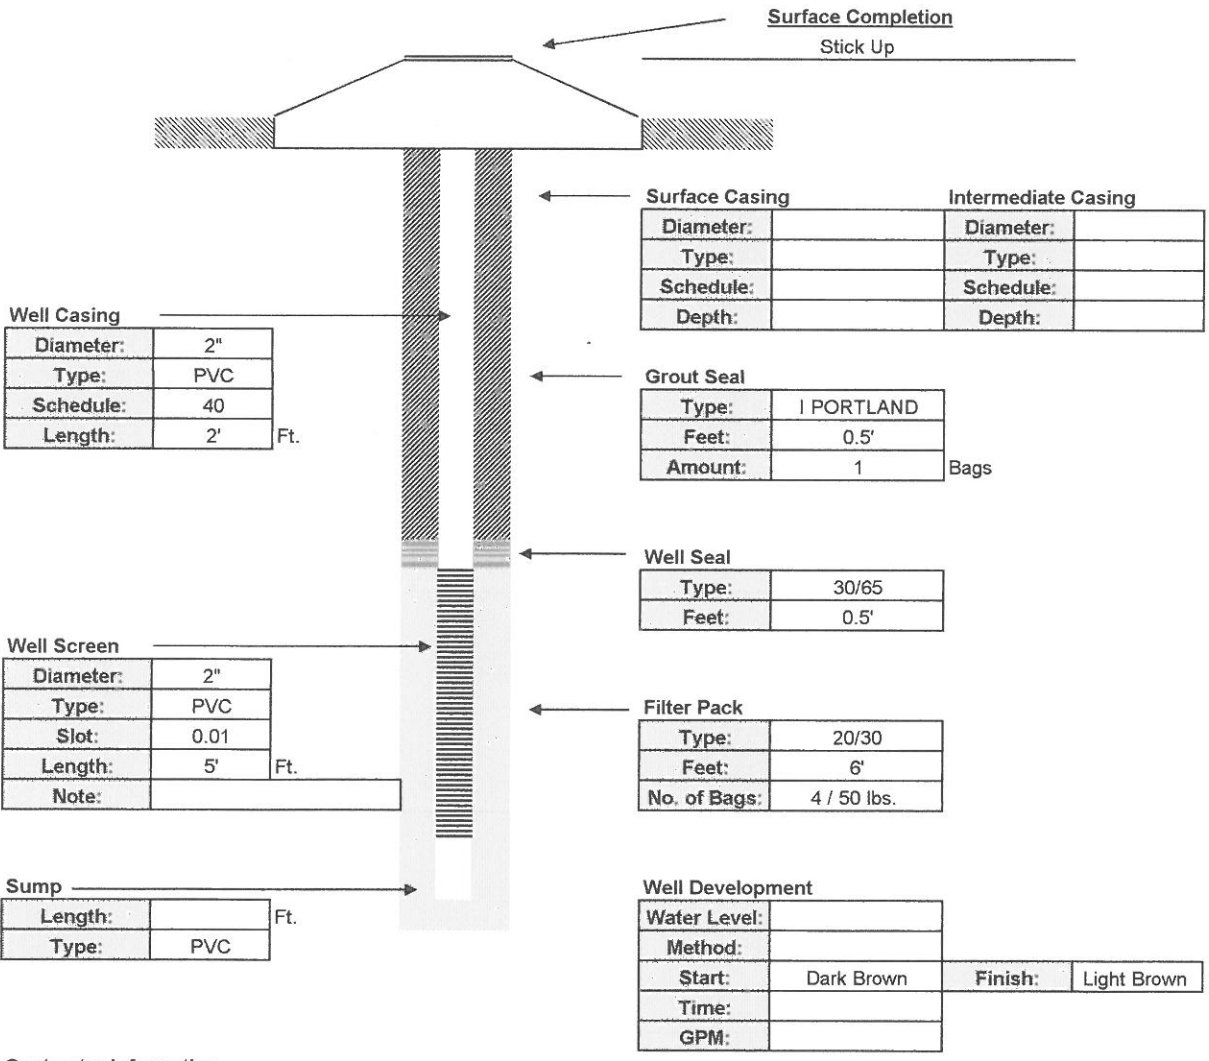 Surface Completion
Stick Up
Surface Casing
Diameter:
Type:
Schedule:
Depth:
Intermediate Casing
Diameter:
Type:
Schedule:
Depth:
Well Casing
Diameter: 2"
Type: PVC
Schedule: 40
Length: 2' Ft.
Grout Seal
Type: I PORTLAND
Feet: 0.5'
Amount: 1 Bags
Well Seal
Type: 30/65
Feet: 0.5'
Well Screen
Diameter: 2"
Type: PVC
Slot: 0.01
Length: 5' Ft.
Note:
Filter Pack
Type: 20/30
Feet: 6'
No. of Bags: 4 / 50 lbs.
Sump
Length: Ft.
Type: PVC
Well Development
Water Level:
Method:
Start: Dark Brown Finish: Light Brown
Time:
GPM: